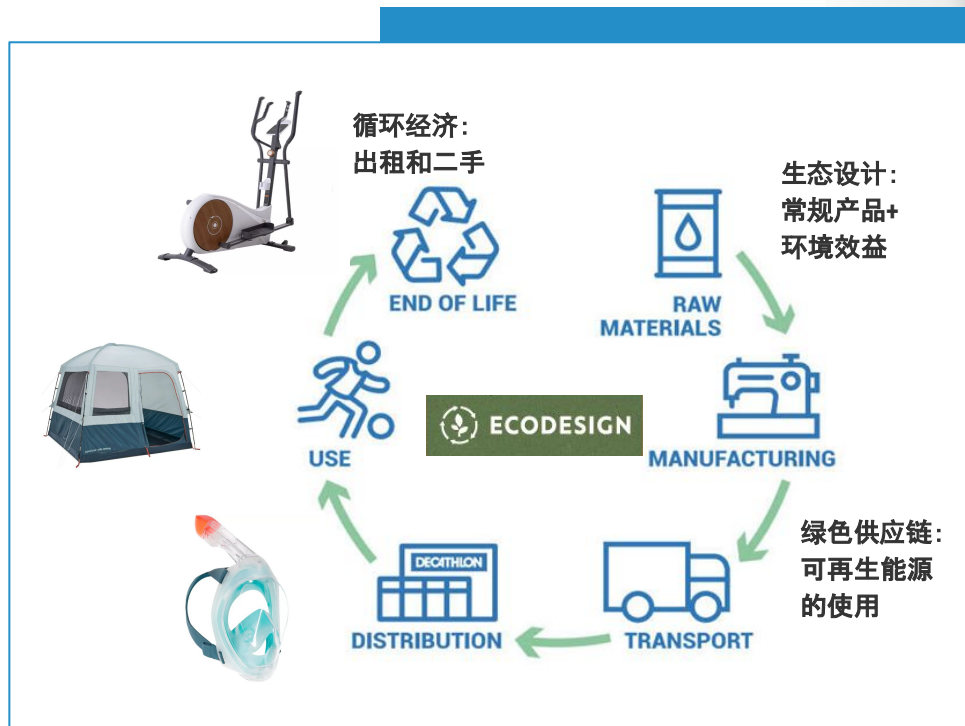 循环经济:
出租和二手
生态设计:
常规产品+
环境效益
END OF LIFE
RAW
MATERIALS
ECODESIGN
USE
MANUFACTURING
绿色供应链:
可再生能源
的使用
DECATHLON
DISTRIBUTION
TRANSPORT